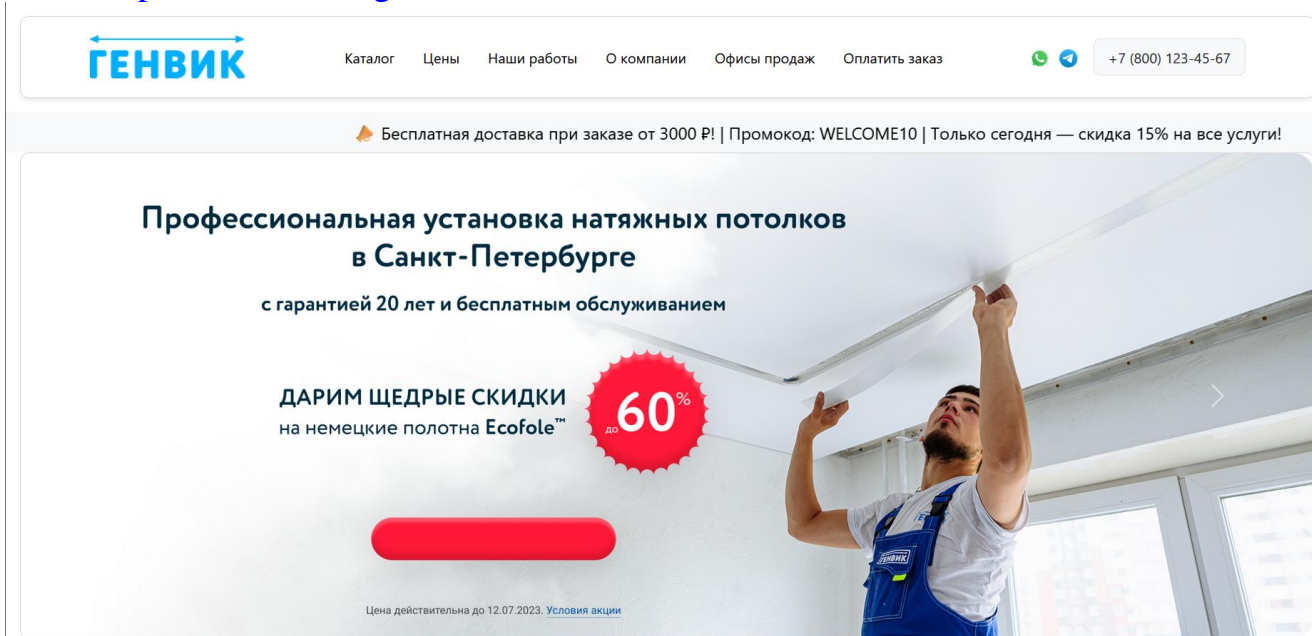 ГЕНВИК
Каталог Цены Наши работы О компании Офисы продаж Оплатить заказ +7 (800) 123-45-67
Бесплатная доставка при заказе от 3000 ₽! | Промокод: WELCOME10 | Только сегодня — скидка 15% на все услуги!
Профессиональная установка натяжных потолков
в Санкт-Петербурге
с гарантией 20 лет и бесплатным обслуживанием
ДАРИМ ЩЕДРЫЕ СКИДКИ
на немецкие полотна Ecofole™
до 60%
ГЕНВИК
Цена действительна до 12.07.2023. Условия акции